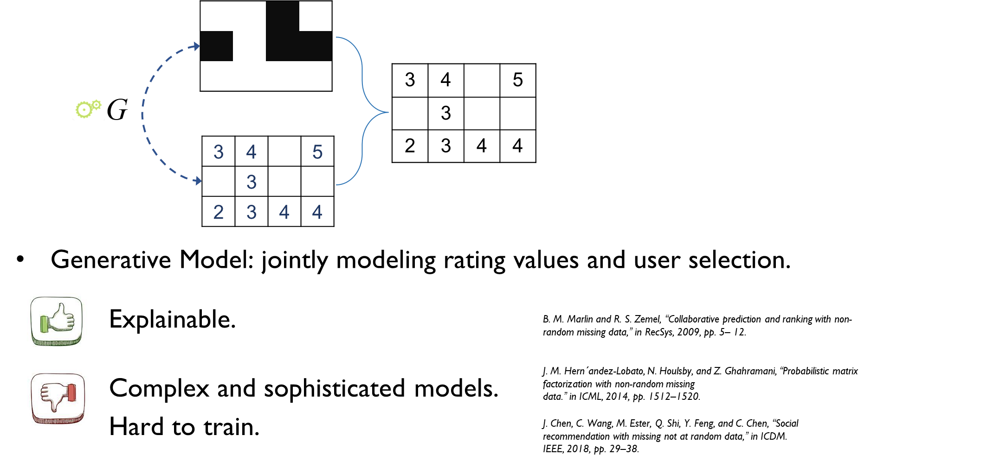 G
3 4 5
3
2 3 4 4
3 4 5
3
2 3 4 4
• Generative Model: jointly modeling rating values and user selection.
Explainable.
Complex and sophisticated models.
Hard to train.
B. M. Marlin and R. S. Zemel, “Collaborative prediction and ranking with non-
random missing data,” in RecSys, 2009, pp. 5– 12.
J. M. Hern´andez-Lobato, N. Houlsby, and Z. Ghahramani, “Probabilistic matrix
factorization with non-random missing
data.” in ICML, 2014, pp. 1512–1520.
J. Chen, C. Wang, M. Ester, Q. Shi, Y. Feng, and C. Chen, “Social
recommendation with missing not at random data,” in ICDM.
IEEE, 2018, pp. 29–38.